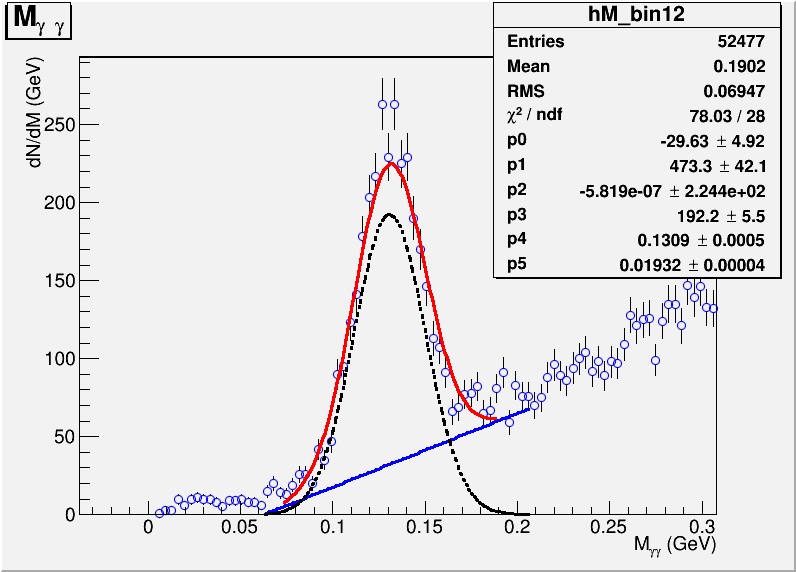 M_γ γ
hM_bin12
Entries 52477
Mean 0.1902
RMS 0.06947
χ² / ndf 78.03 / 28
p0 -29.63 ± 4.92
p1 473.3 ± 42.1
p2 -5.819e-07 ± 2.244e+02
p3 192.2 ± 5.5
p4 0.1309 ± 0.0005
p5 0.01932 ± 0.00004
dN/dM (GeV)
250
200
150
100
50
0
0 0.05 0.1 0.15 0.2 0.25 0.3
M_γγ (GeV)